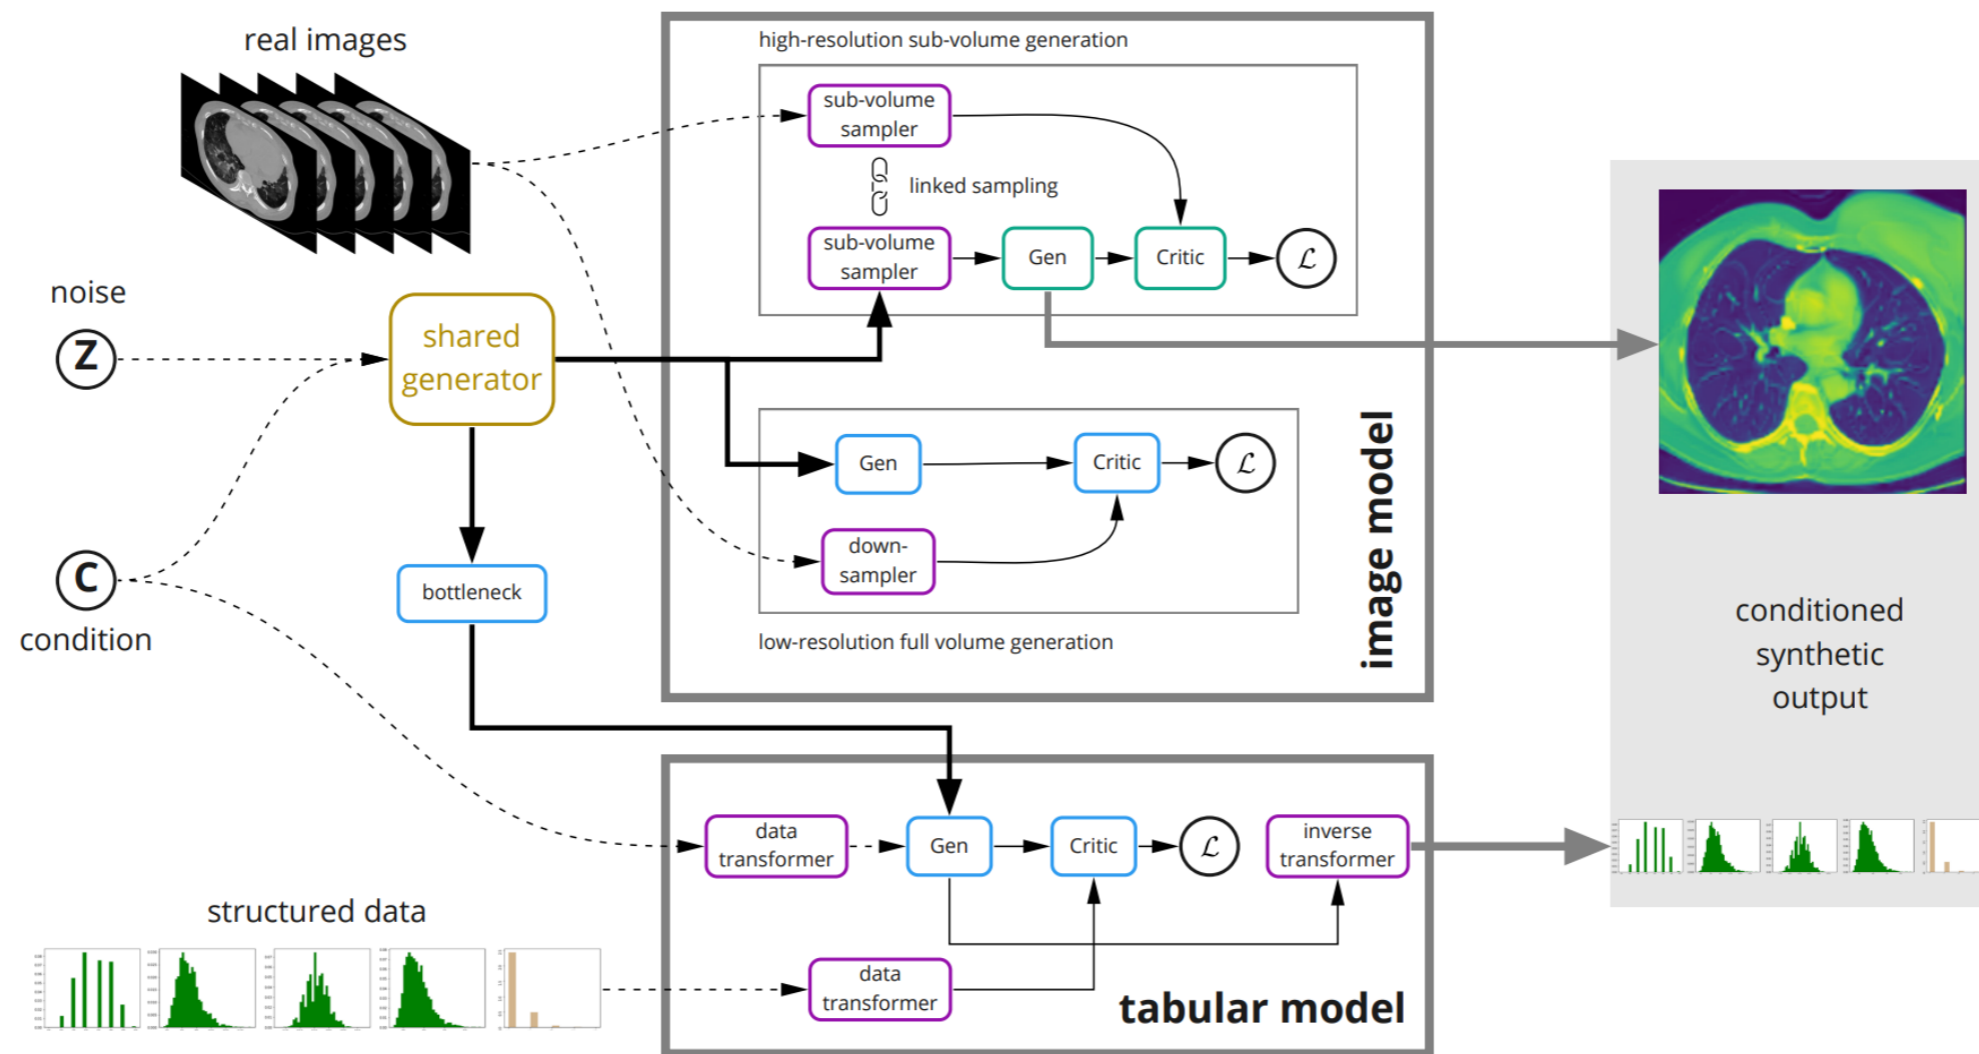 real images
noise
Z
shared
generator
C
condition
bottleneck
structured data
high-resolution sub-volume generation
sub-volume
sampler
linked sampling
sub-volume
sampler
Gen
Critic
ℒ
Gen
Critic
ℒ
down-
sampler
low-resolution full volume generation
image model
data
transformer
Gen
Critic
ℒ
inverse
transformer
data
transformer
tabular model
conditioned
synthetic
output